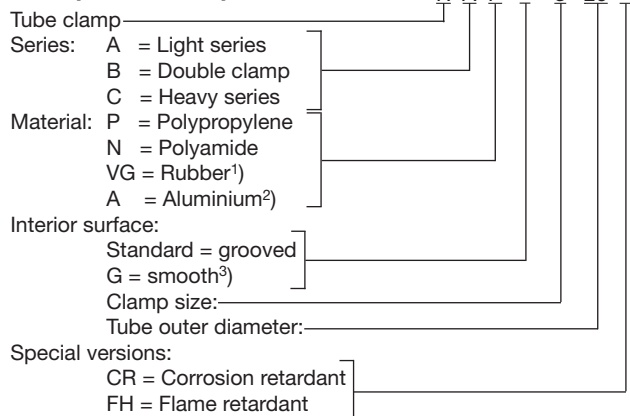 Tube clamp
Series: A = Light series
B = Double clamp
C = Heavy series
Material: P = Polypropylene
N = Polyamide
VG = Rubber¹)
A = Aluminium²)
Interior surface:
Standard = grooved
G = smooth³)
Clamp size:
Tube outer diameter:
Special versions:
CR = Corrosion retardant
FH = Flame retardant